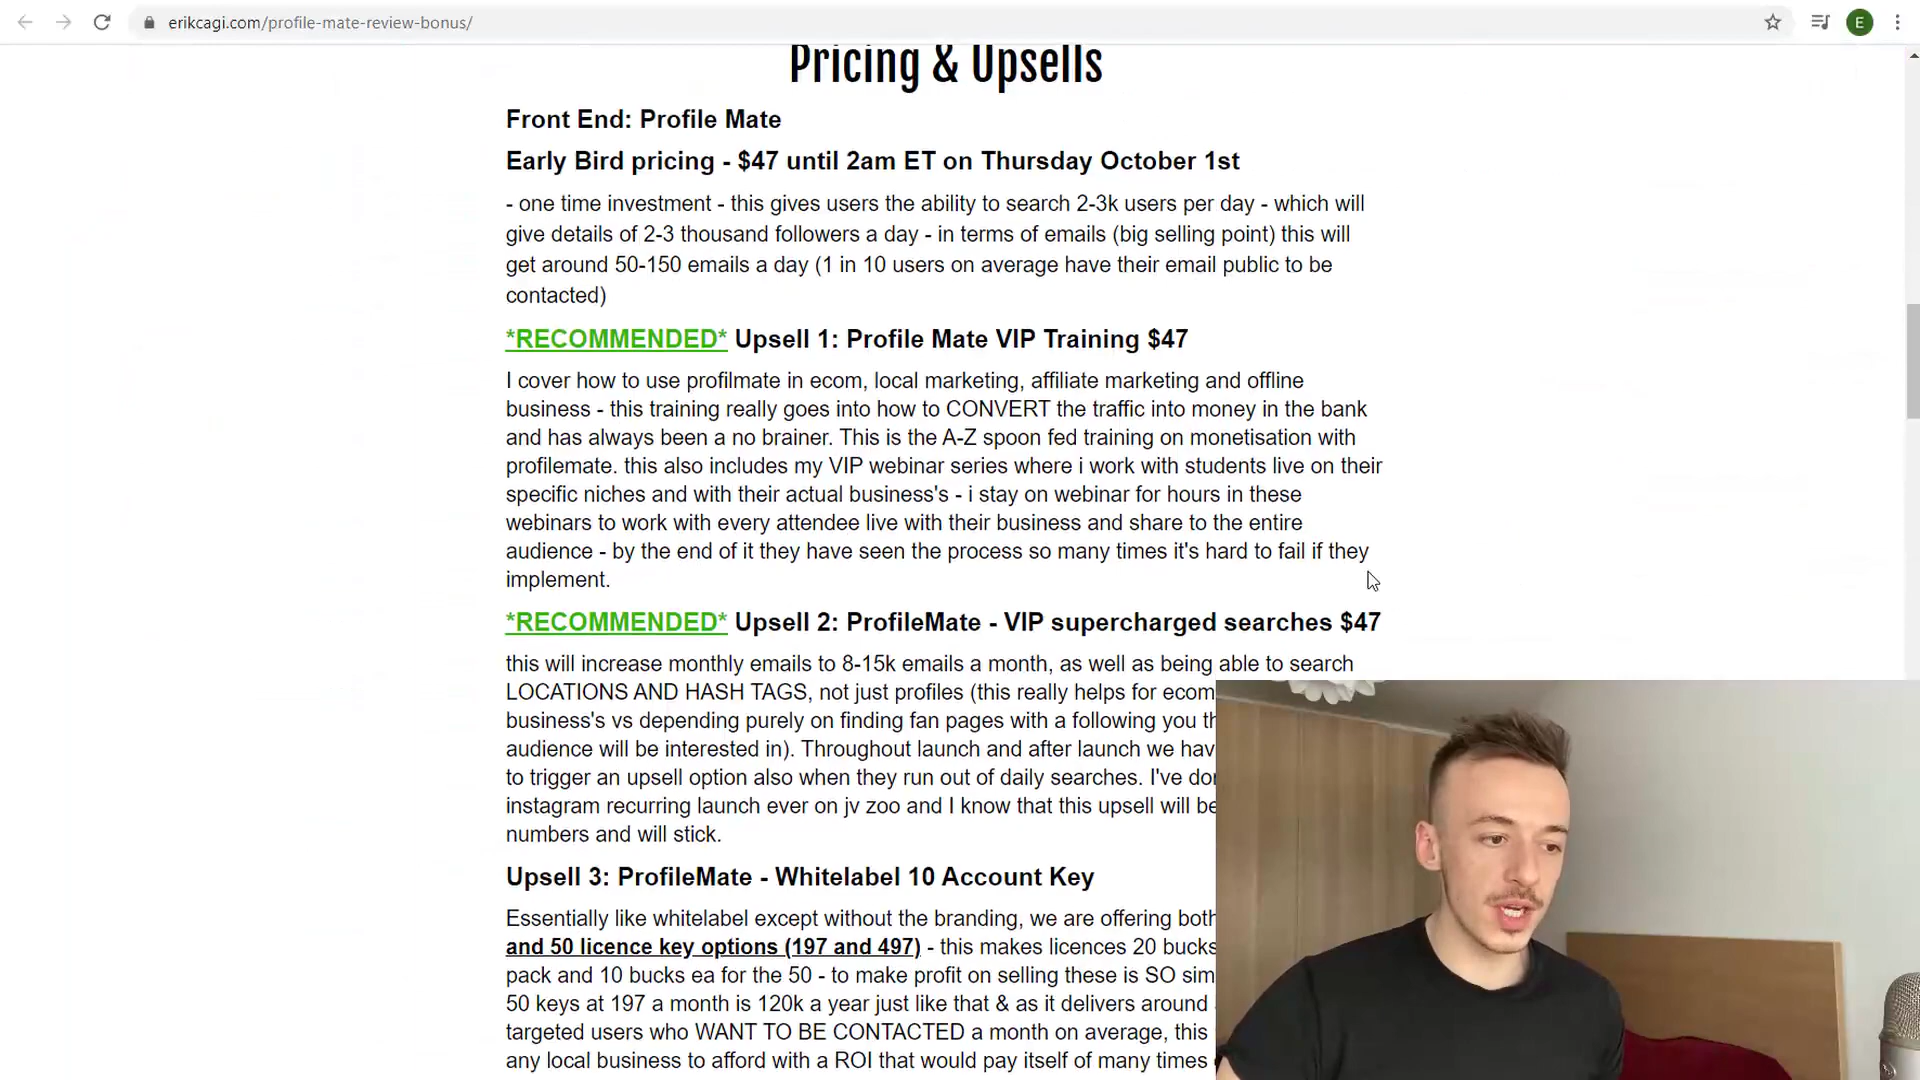 erikcagi.com/profile-mate-review-bonus/
E
Pricing & Upsells
Front End: Profile Mate
Early Bird pricing - $47 until 2am ET on Thursday October 1st
- one time investment - this gives users the ability to search 2-3k users per day - which will
give details of 2-3 thousand followers a day - in terms of emails (big selling point) this will
get around 50-150 emails a day (1 in 10 users on average have their email public to be
contacted)
*RECOMMENDED* Upsell 1: Profile Mate VIP Training $47
I cover how to use profilmate in ecom, local marketing, affiliate marketing and offline
business - this training really goes into how to CONVERT the traffic into money in the bank
and has always been a no brainer. This is the A-Z spoon fed training on monetisation with
profilemate. this also includes my VIP webinar series where i work with students live on their
specific niches and with their actual business's - i stay on webinar for hours in these
webinars to work with every attendee live with their business and share to the entire
audience - by the end of it they have seen the process so many times it's hard to fail if they
implement.
*RECOMMENDED* Upsell 2: ProfileMate - VIP supercharged searches $47
this will increase monthly emails to 8-15k emails a month, as well as being able to search
LOCATIONS AND HASH TAGS, not just profiles (this really helps for ecom
business's vs depending purely on finding fan pages with a following you
audience will be interested in). Throughout launch and after launch we
to trigger an upsell option also when they run out of daily searches. I've
instagram recurring launch ever on jv zoo and I know that this upsell will
numbers and will stick.
Upsell 3: ProfileMate - Whitelabel 10 Account Key
Essentially like whitelabel except without the branding, we are offering
and 50 licence key options (197 and 497) - this makes licences 20 bucks
pack and 10 bucks ea for the 50 - to make profit on selling these is SO
50 keys at 197 a month is 120k a year just like that & as it delivers around
targeted users who WANT TO BE CONTACTED a month on average, this
any local business to afford with a ROI that would pay itself of many times